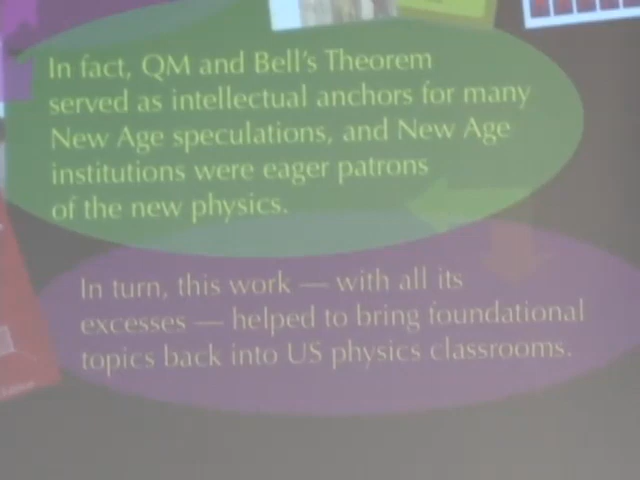 In fact, QM and Bell's Theorem
served as intellectual anchors for many
New Age speculations, and New Age
institutions were eager patrons
of the new physics.
In turn, this work — with all its
excesses — helped to bring foundational
topics back into US physics classrooms.